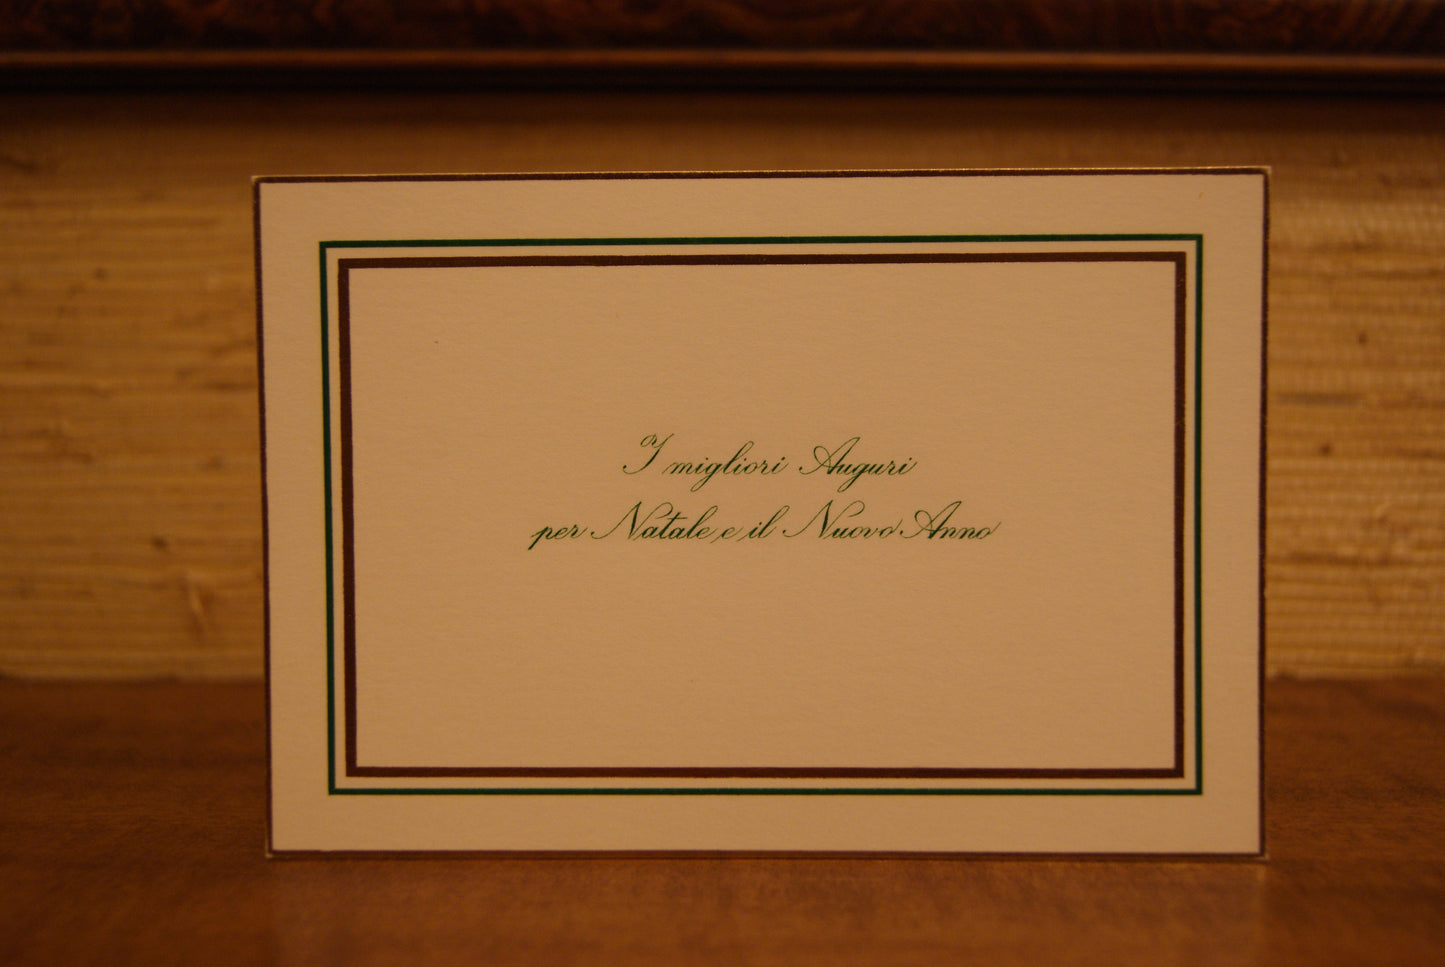 I migliori Auguri
per Natale e il Nuovo Anno